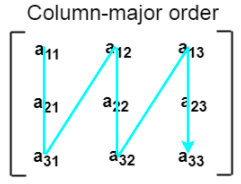 Column-major order
a11 a12 a13
a21 a22 a23
a31 a32 a33